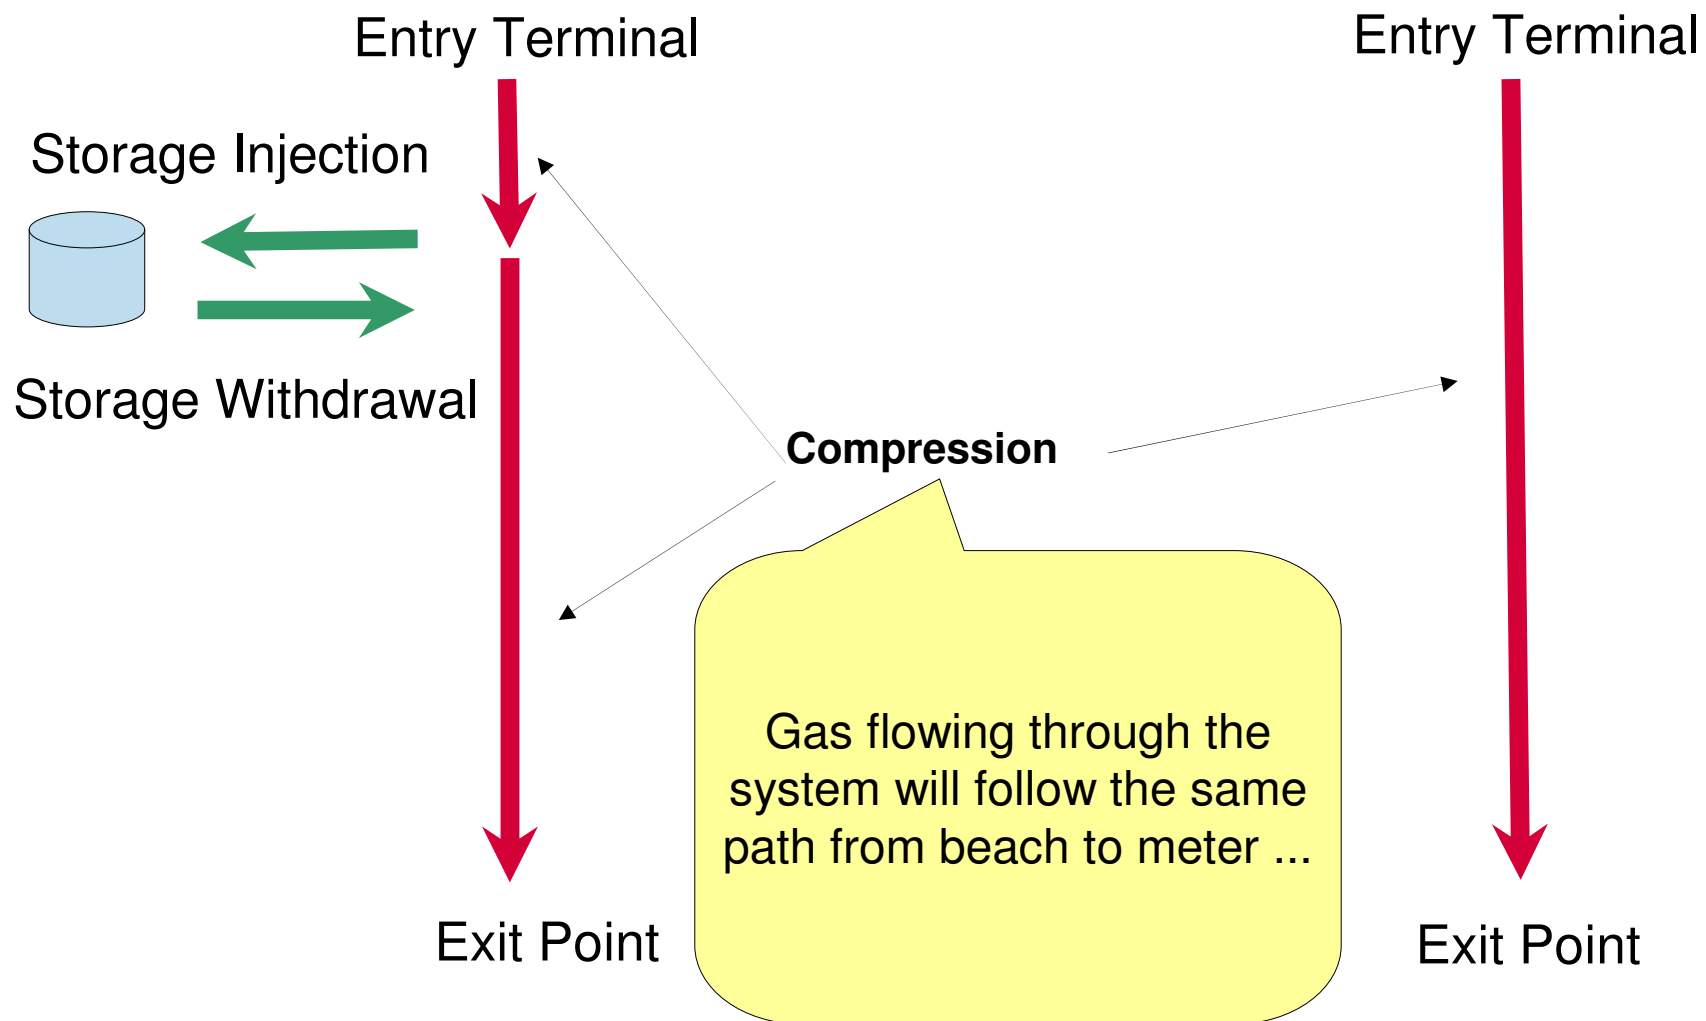 Entry Terminal
Entry Terminal
Storage Injection
Storage Withdrawal
Compression
Gas flowing through the
system will follow the same
path from beach to meter ...
Exit Point
Exit Point